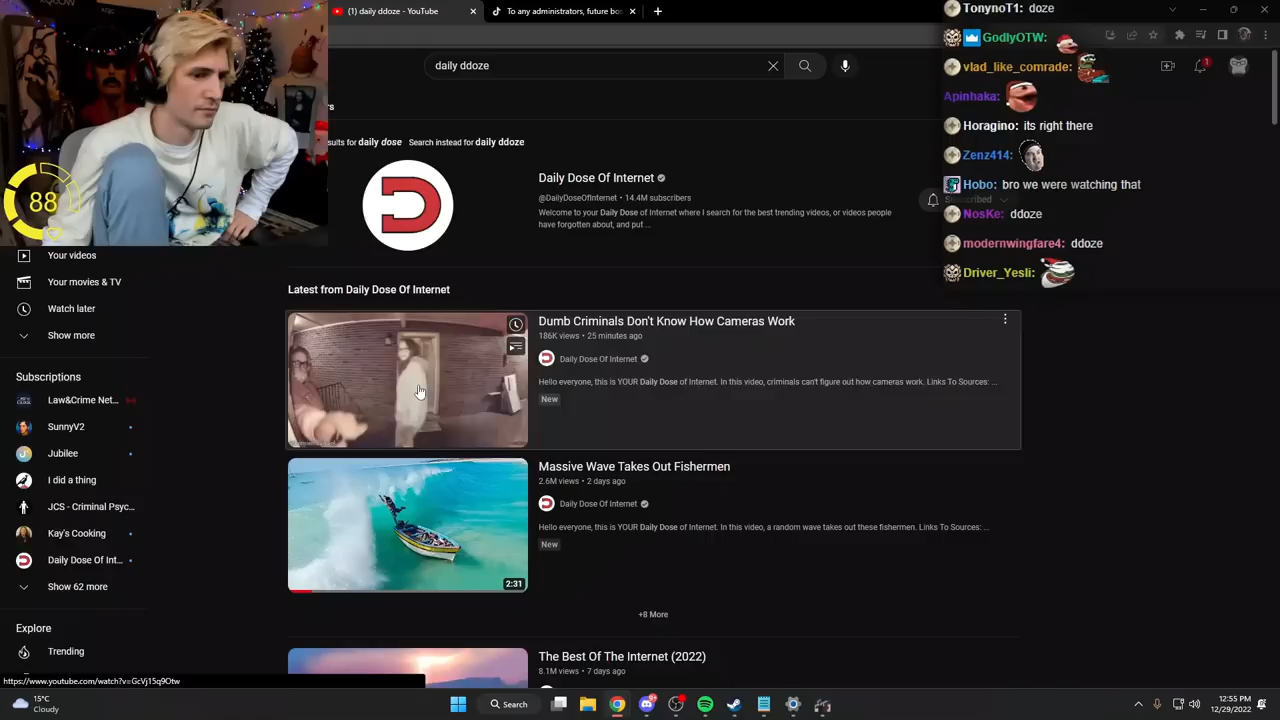 (1) daily ddoze - YouTube
To any administrators, future bo
daily ddoze
sults for daily dose Search instead for daily ddoze
Daily Dose Of Internet
@DailyDoseOfInternet • 14.4M subscribers
Welcome to your Daily Dose of Internet where I search for the best trending videos, or videos people
have forgotten about, and put ...
Subscribed
88
Your videos
Your movies & TV
Watch later
Show more
Subscriptions
Law&Crime Net...
SunnyV2
Jubilee
I did a thing
JCS - Criminal Psyc...
Kay's Cooking
Daily Dose Of Int...
Show 62 more
Explore
Trending
Latest from Daily Dose Of Internet
Dumb Criminals Don't Know How Cameras Work
186K views • 25 minutes ago
Daily Dose Of Internet
Hello everyone, this is YOUR Daily Dose of Internet. In this video, criminals can't figure out how cameras work. Links To Sources: ...
New
Massive Wave Takes Out Fishermen
2.6M views • 2 days ago
Daily Dose Of Internet
Hello everyone, this is YOUR Daily Dose of Internet. In this video, a random wave takes out these fishermen. Links To Sources: ...
New
2:31
+8 More
The Best Of The Internet (2022)
8.1M views • 7 days ago
TonynoT1: doze
GodlyOTW:
vlad_like_comrade:
Apinhaka:
Horagino: its right there
Zenz414:
Hobo: bro we were watching that
NosKe: ddoze
modernwingfare4: ddoze
Driver_Yesli:
1
https://www.youtube.com/watch?v=GcVj15q9Otw
15°C
Cloudy
Search
12:55 PM
12/29/2022